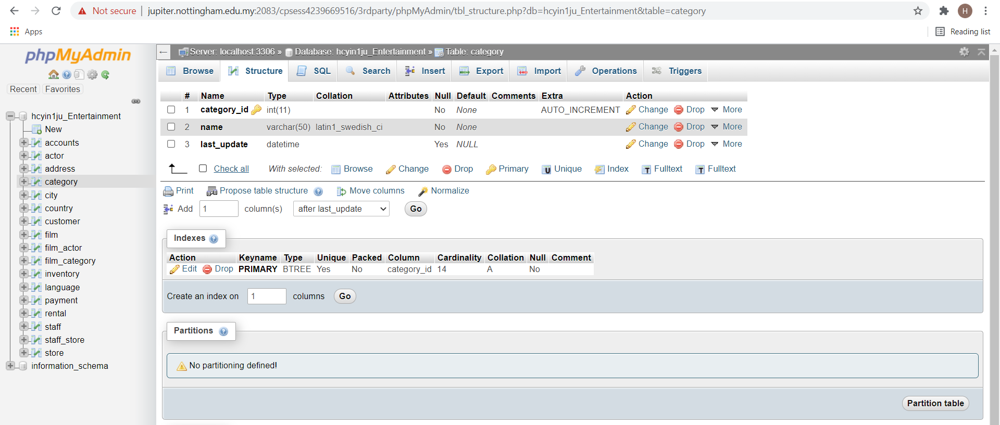 Not secure | jupiter.nottingham.edu.my:2083/cpsess4239669516/3rdparty/phpMyAdmin/tbl_structure.php?db=hcyin1ju_Entertainment&table=category
H
Apps
Reading list
phpMyAdmin
Recent Favorites
hcyin1ju_Entertainment
New
accounts
actor
address
category
city
country
customer
film
film_actor
film_category
inventory
language
payment
rental
staff
staff_store
store
information_schema
Server: localhost:3306 » Database: hcyin1ju_Entertainment » Table: category
Browse Structure SQL Search Insert Export Import Operations Triggers
# Name Type Collation Attributes Null Default Comments Extra Action
1 category_id int(11) No None AUTO_INCREMENT Change Drop More
2 name varchar(50) latin1_swedish_ci No None Change Drop More
3 last_update datetime Yes NULL Change Drop More
Check all With selected: Browse Change Drop Primary Unique Index Fulltext Fulltext
Print Propose table structure Move columns Normalize
Add 1 column(s) after last_update Go
Indexes
Action Keyname Type Unique Packed Column Cardinality Collation Null Comment
Edit Drop PRIMARY BTREE Yes No category_id 14 A No
Create an index on 1 columns Go
Partitions
No partitioning defined!
Partition table